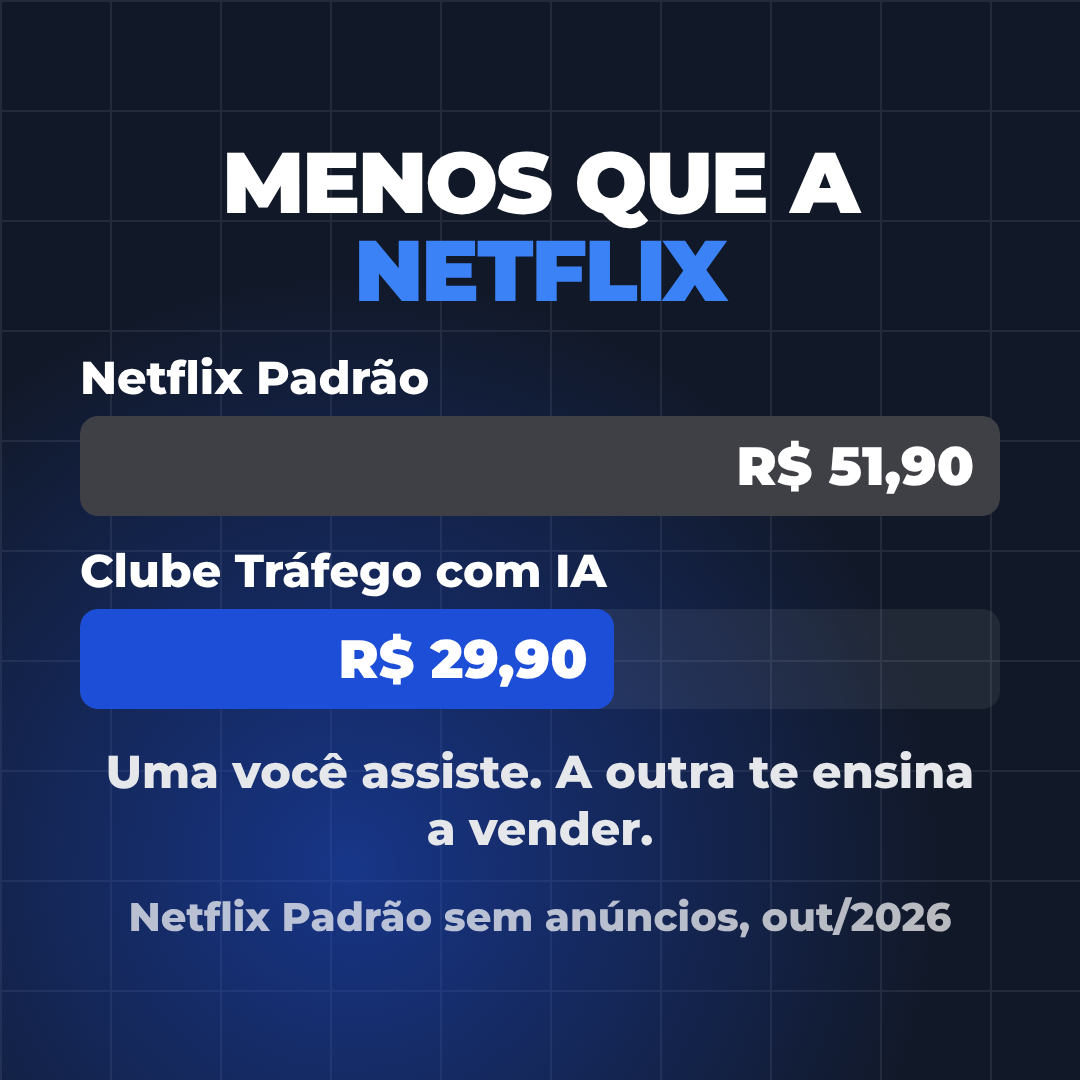 MENOS QUE A
NETFLIX
Netflix Padrão
R$ 51,90
Clube Tráfego com IA
R$ 29,90
Uma você assiste. A outra te ensina
a vender.
Netflix Padrão sem anúncios, out/2026